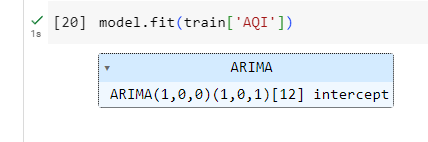 [20] model.fit(train['AQI'])
1s
ARIMA
ARIMA(1,0,0)(1,0,1)[12] intercept